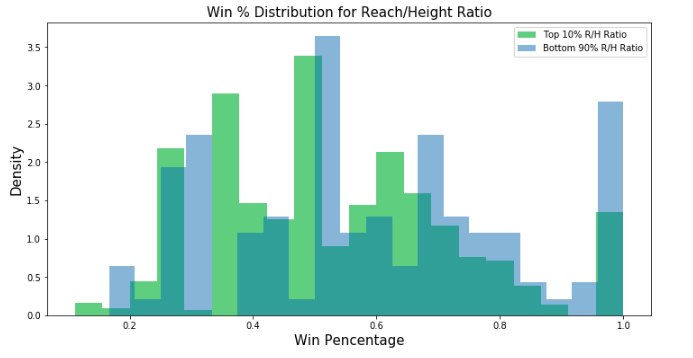 Win % Distribution for Reach/Height Ratio
Top 10% R/H Ratio
Bottom 90% R/H Ratio
Density
3.5
3.0
2.5
2.0
1.5
1.0
0.5
0.0
0.2 0.4 0.6 0.8 1.0
Win Pencentage